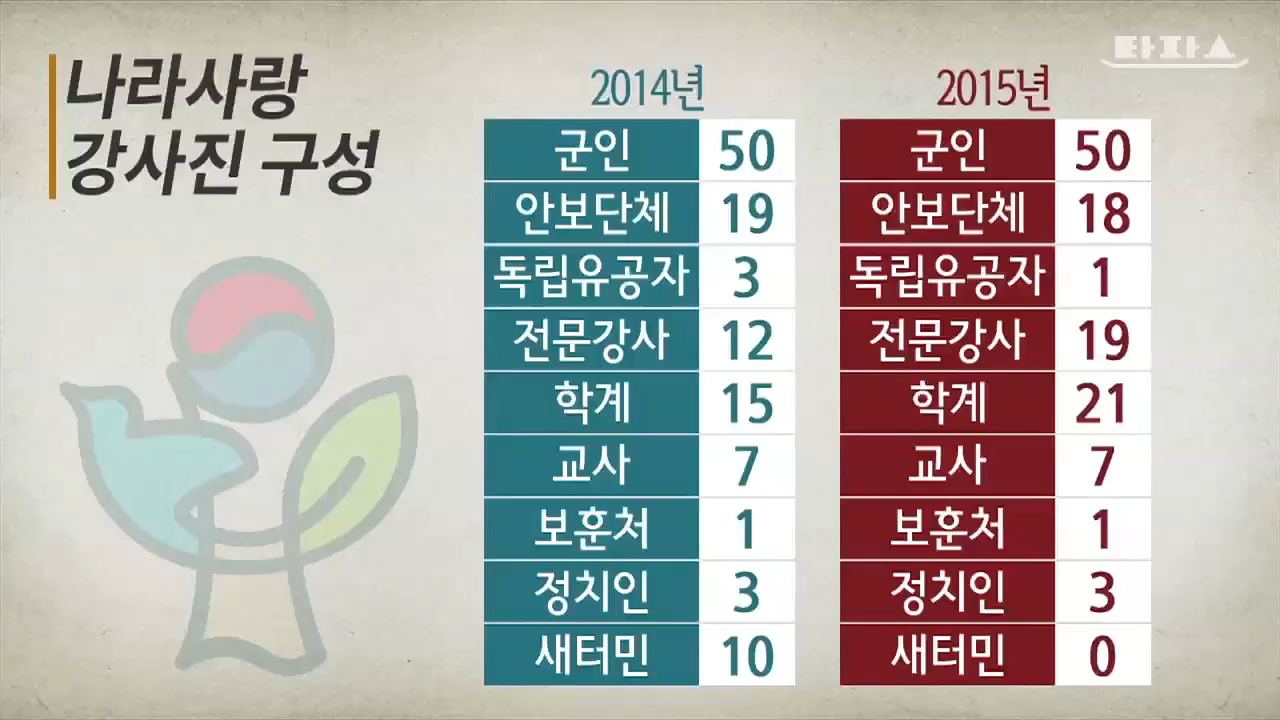 타파스
나라사랑
강사진 구성
2014년
군인 50
안보단체 19
독립유공자 3
전문강사 12
학계 15
교사 7
보훈처 1
정치인 3
새터민 10
2015년
군인 50
안보단체 18
독립유공자 1
전문강사 19
학계 21
교사 7
보훈처 1
정치인 3
새터민 0